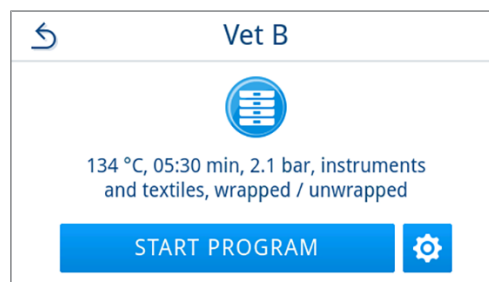 Vet B
134 °C, 05:30 min, 2.1 bar, instruments
and textiles, wrapped / unwrapped
START PROGRAM